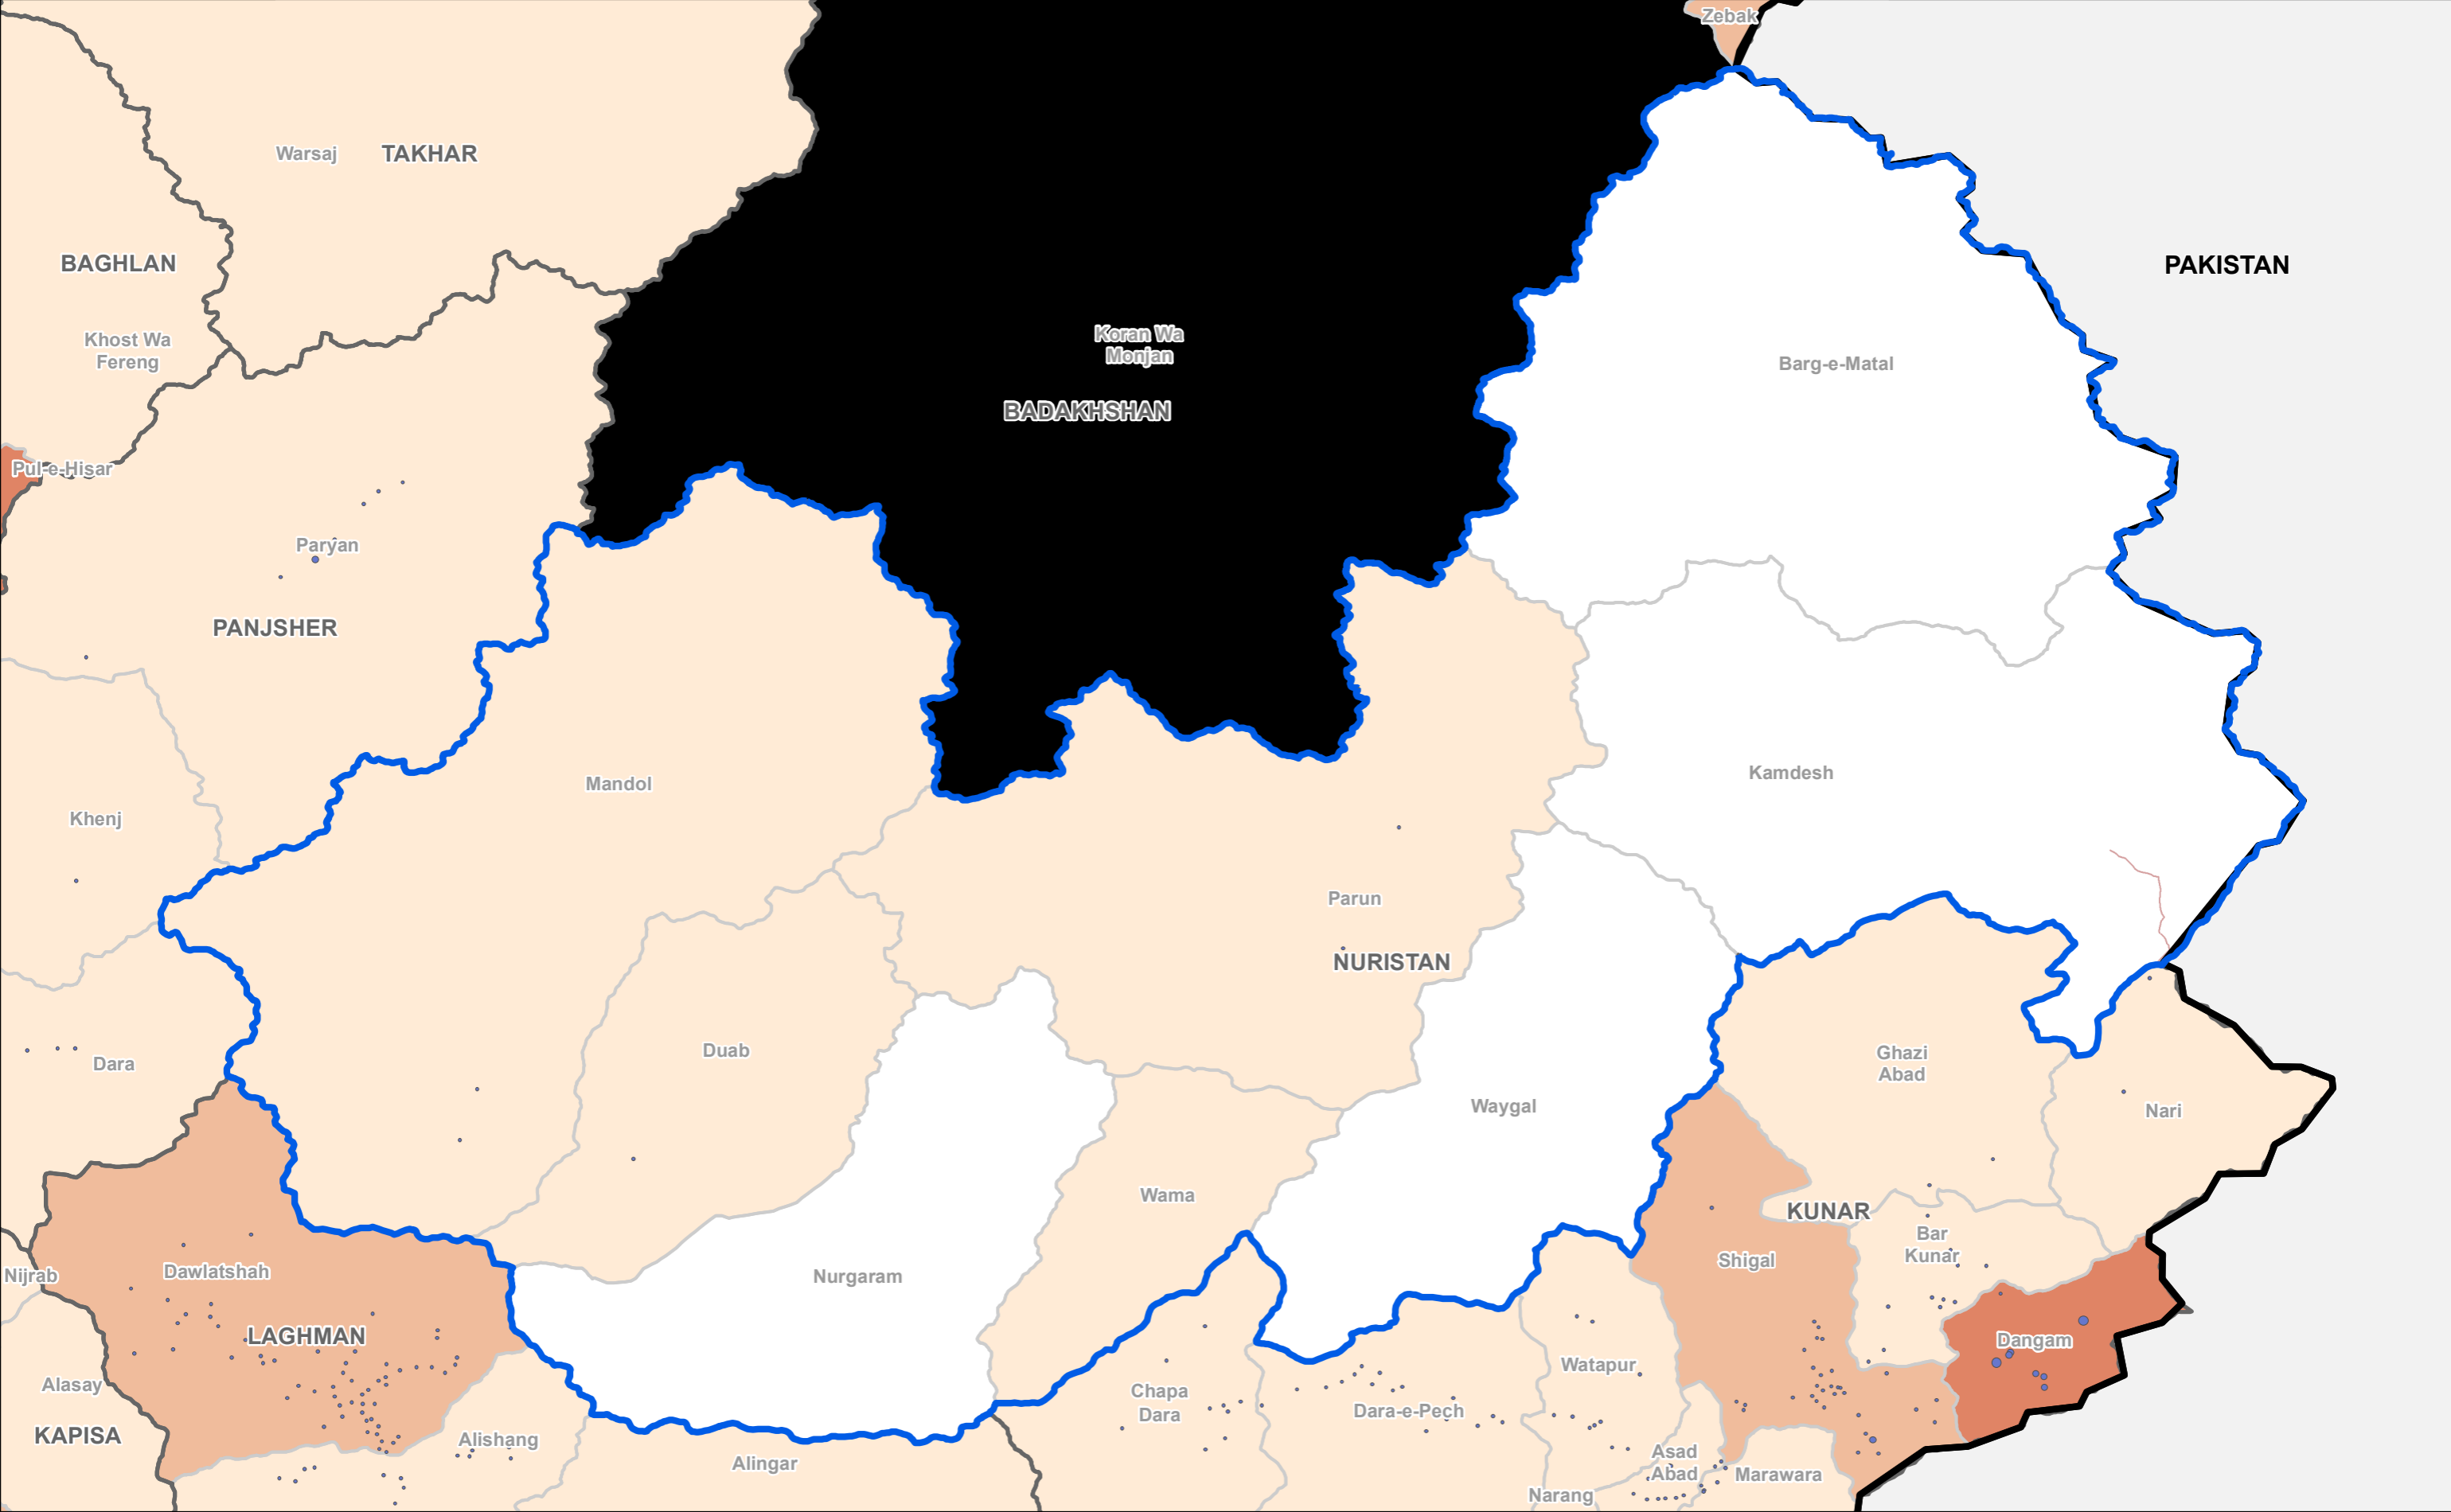 Zebak
Warsaj
TAKHAR
BAGHLAN
PAKISTAN
Khost Wa
Fereng
Koran Wa
Monjan
Barg-e-Matal
BADAKHSHAN
Pul-e-Hisar
Paryan
PANJSHER
Kamdesh
Mandol
Khenj
Parun
NURISTAN
Duab
Dara
Ghazi
Abad
Waygal
Nari
Wama
KUNAR
Bar
Kunar
Shigal
Nijrab
Dawlatshah
Nurgaram
LAGHMAN
Dangam
Watapur
Alasay
Chapa
Dara
Dara-e-Pech
KAPISA
Alishang
Alingar
Asad
Abad
Marawara
Narang